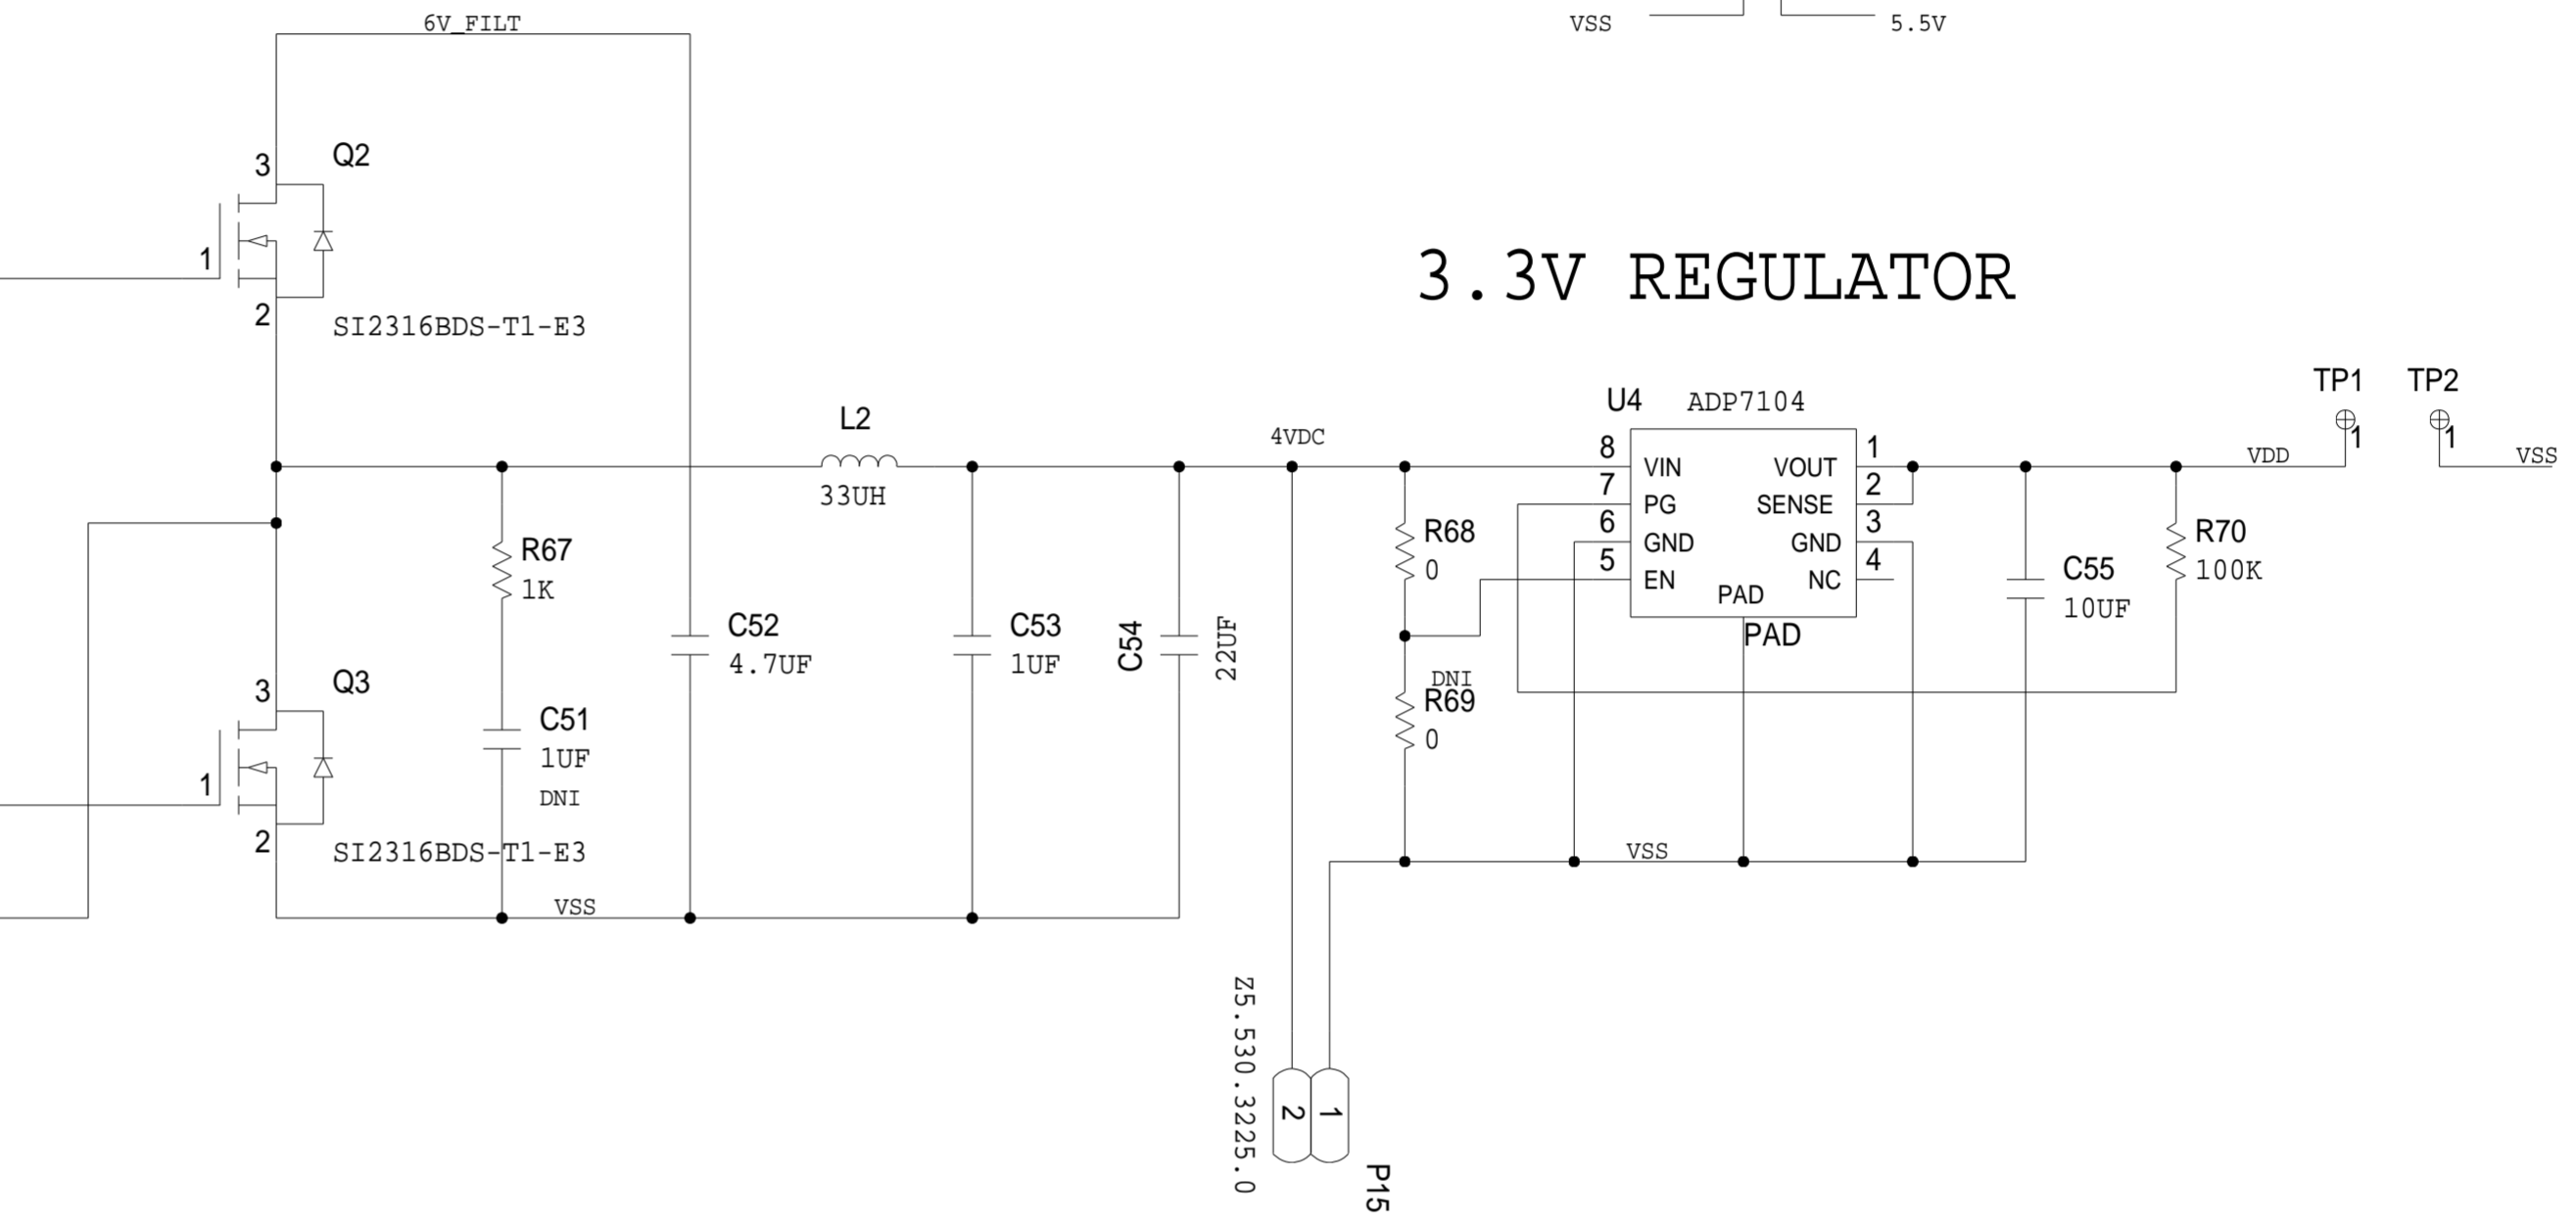 6V_FILT
VSS
5.5V
3
Q2
1
2
SI2316BDS-T1-E3
3.3V REGULATOR
TP1
TP2
1
1
VDD
VSS
L2
33UH
4VDC
U4
ADP7104
8
VIN
VOUT
1
7
PG
SENSE
2
6
GND
GND
3
5
EN
NC
4
PAD
PAD
R67
1K
R68
0
R70
100K
C55
10UF
C52
4.7UF
C53
1UF
C54
22UF
DNI
R69
0
3
Q3
1
2
SI2316BDS-T1-E3
C51
1UF
DNI
VSS
VSS
Z5.530.3225.0
2
1
P15